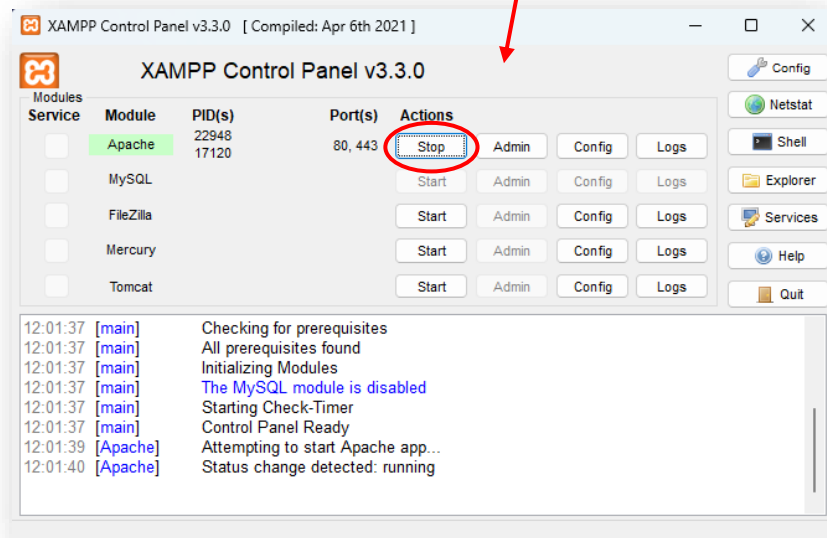 XAMPP Control Panel v3.3.0 [ Compiled: Apr 6th 2021 ]
XAMPP Control Panel v3.3.0
Config
Modules
Service Module PID(s) Port(s) Actions
Netstat
Apache 22948 17120 80, 443 Stop Admin Config Logs
Shell
MySQL Start Admin Config Logs
Explorer
FileZilla Start Admin Config Logs
Services
Mercury Start Admin Config Logs
Help
Tomcat Start Admin Config Logs
Quit
12:01:37 [main] Checking for prerequisites
12:01:37 [main] All prerequisites found
12:01:37 [main] Initializing Modules
12:01:37 [main] The MySQL module is disabled
12:01:37 [main] Starting Check-Timer
12:01:37 [main] Control Panel Ready
12:01:39 [Apache] Attempting to start Apache app...
12:01:40 [Apache] Status change detected: running